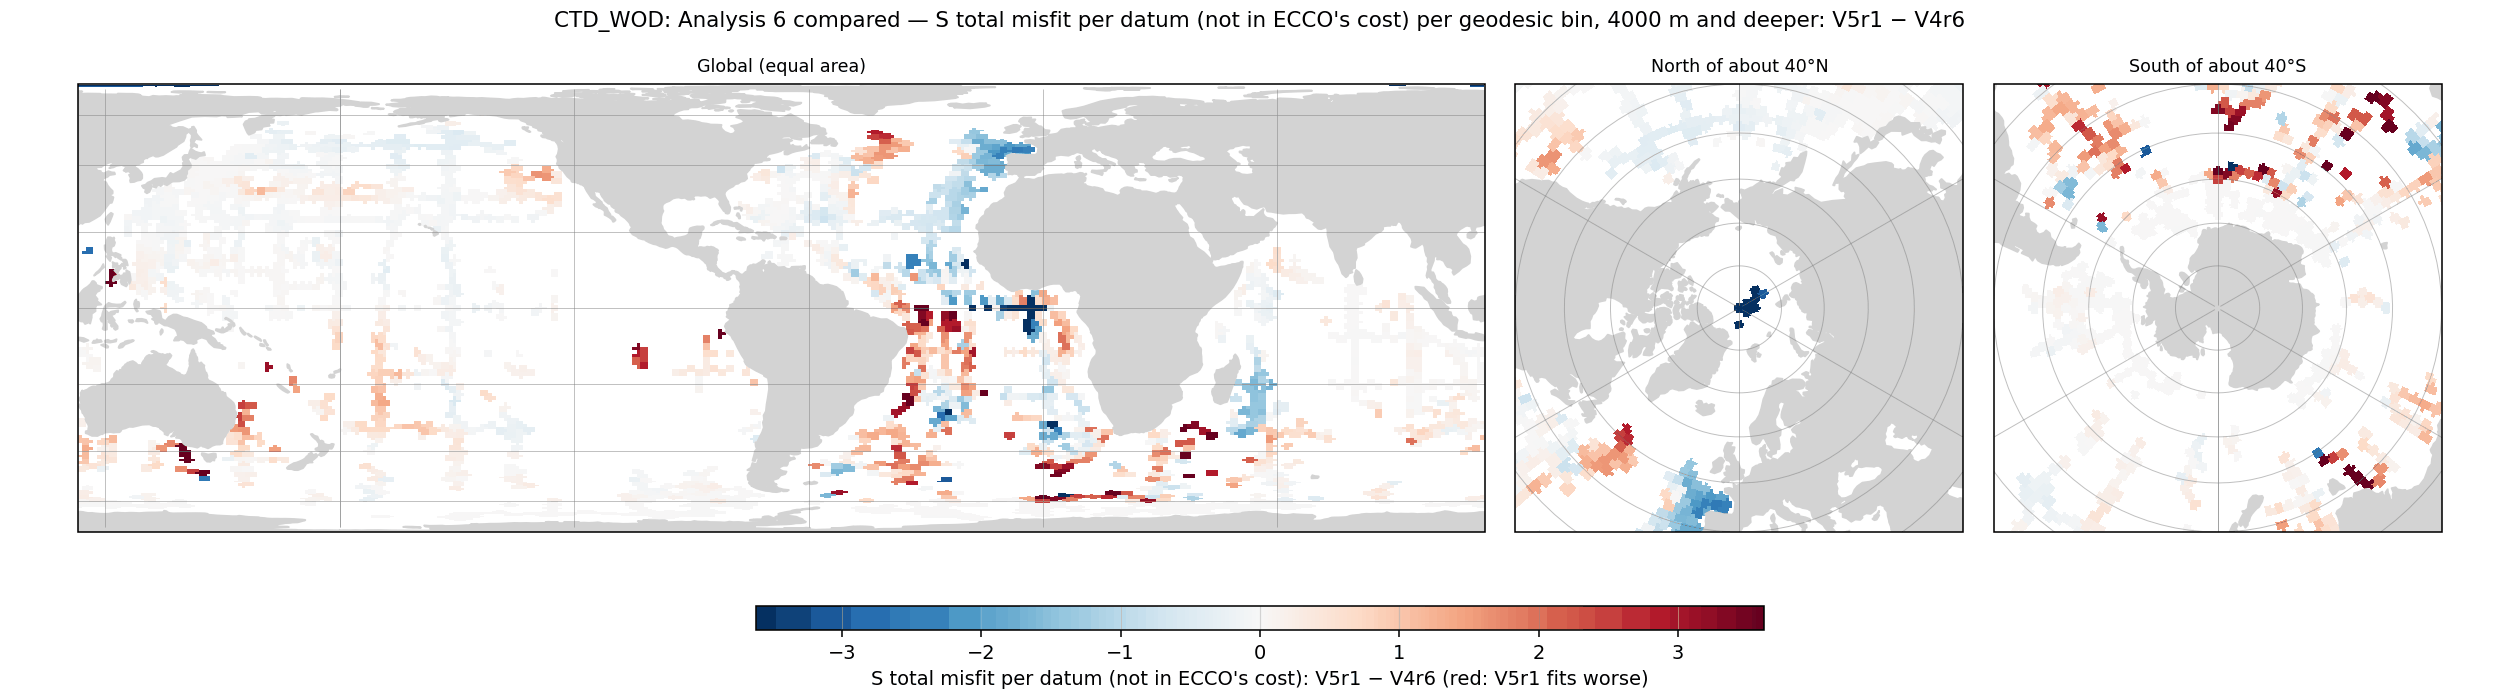 CTD_WOD: Analysis 6 compared — S total misfit per datum (not in ECCO's cost) per geodesic bin, 4000 m and deeper: V5r1 − V4r6
Global (equal area)
North of about 40°N
South of about 40°S
−3 −2 −1 0 1 2 3
S total misfit per datum (not in ECCO's cost): V5r1 − V4r6 (red: V5r1 fits worse)